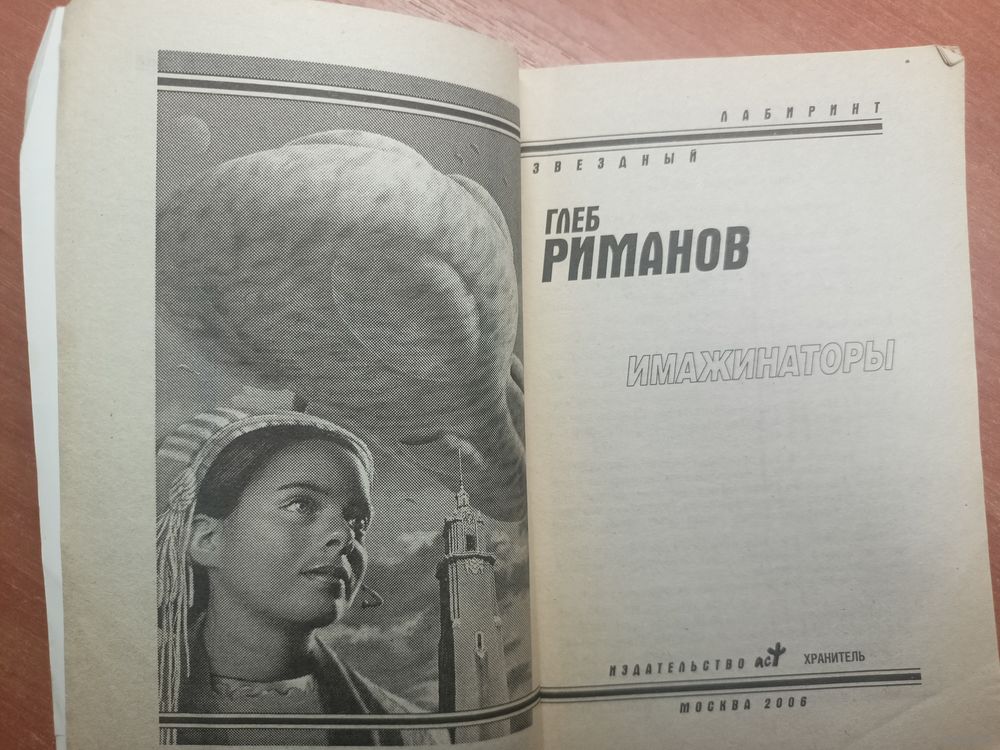 ЛАБИРИНТ
ЗВЕЗДНЫЙ
ГЛЕБ
РИМАНОВ
ИМАЖИНАТОРЫ
ИЗДАТЕЛЬСТВО АСТ ХРАНИТЕЛЬ
МОСКВА 2006